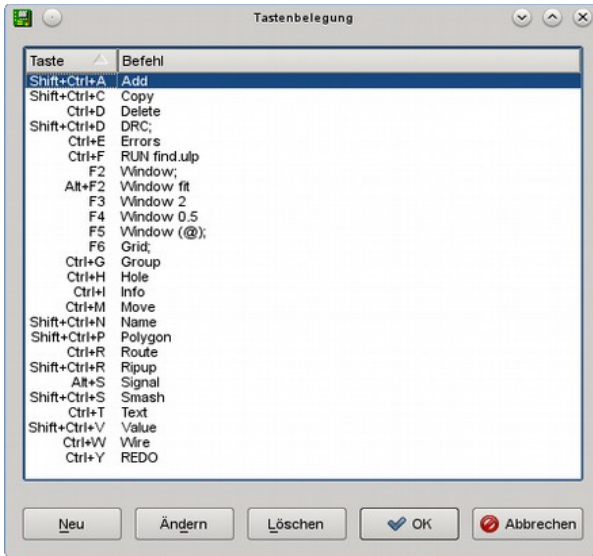 Tastenbelegung
Taste Befehl
Shift+Ctrl+A Add
Shift+Ctrl+C Copy
Ctrl+D Delete
Shift+Ctrl+D DRC;
Ctrl+E Errors
Ctrl+F RUN find.ulp
F2 Window;
Alt+F2 Window fit
F3 Window 2
F4 Window 0.5
F5 Window (@);
F6 Grid;
Ctrl+G Group
Ctrl+H Hole
Ctrl+I Info
Ctrl+M Move
Shift+Ctrl+N Name
Shift+Ctrl+P Polygon
Ctrl+R Route
Shift+Ctrl+R Ripup
Alt+S Signal
Shift+Ctrl+S Smash
Ctrl+T Text
Shift+Ctrl+V Value
Ctrl+W Wire
Ctrl+Y REDO
Neu Ändern Löschen OK Abbrechen